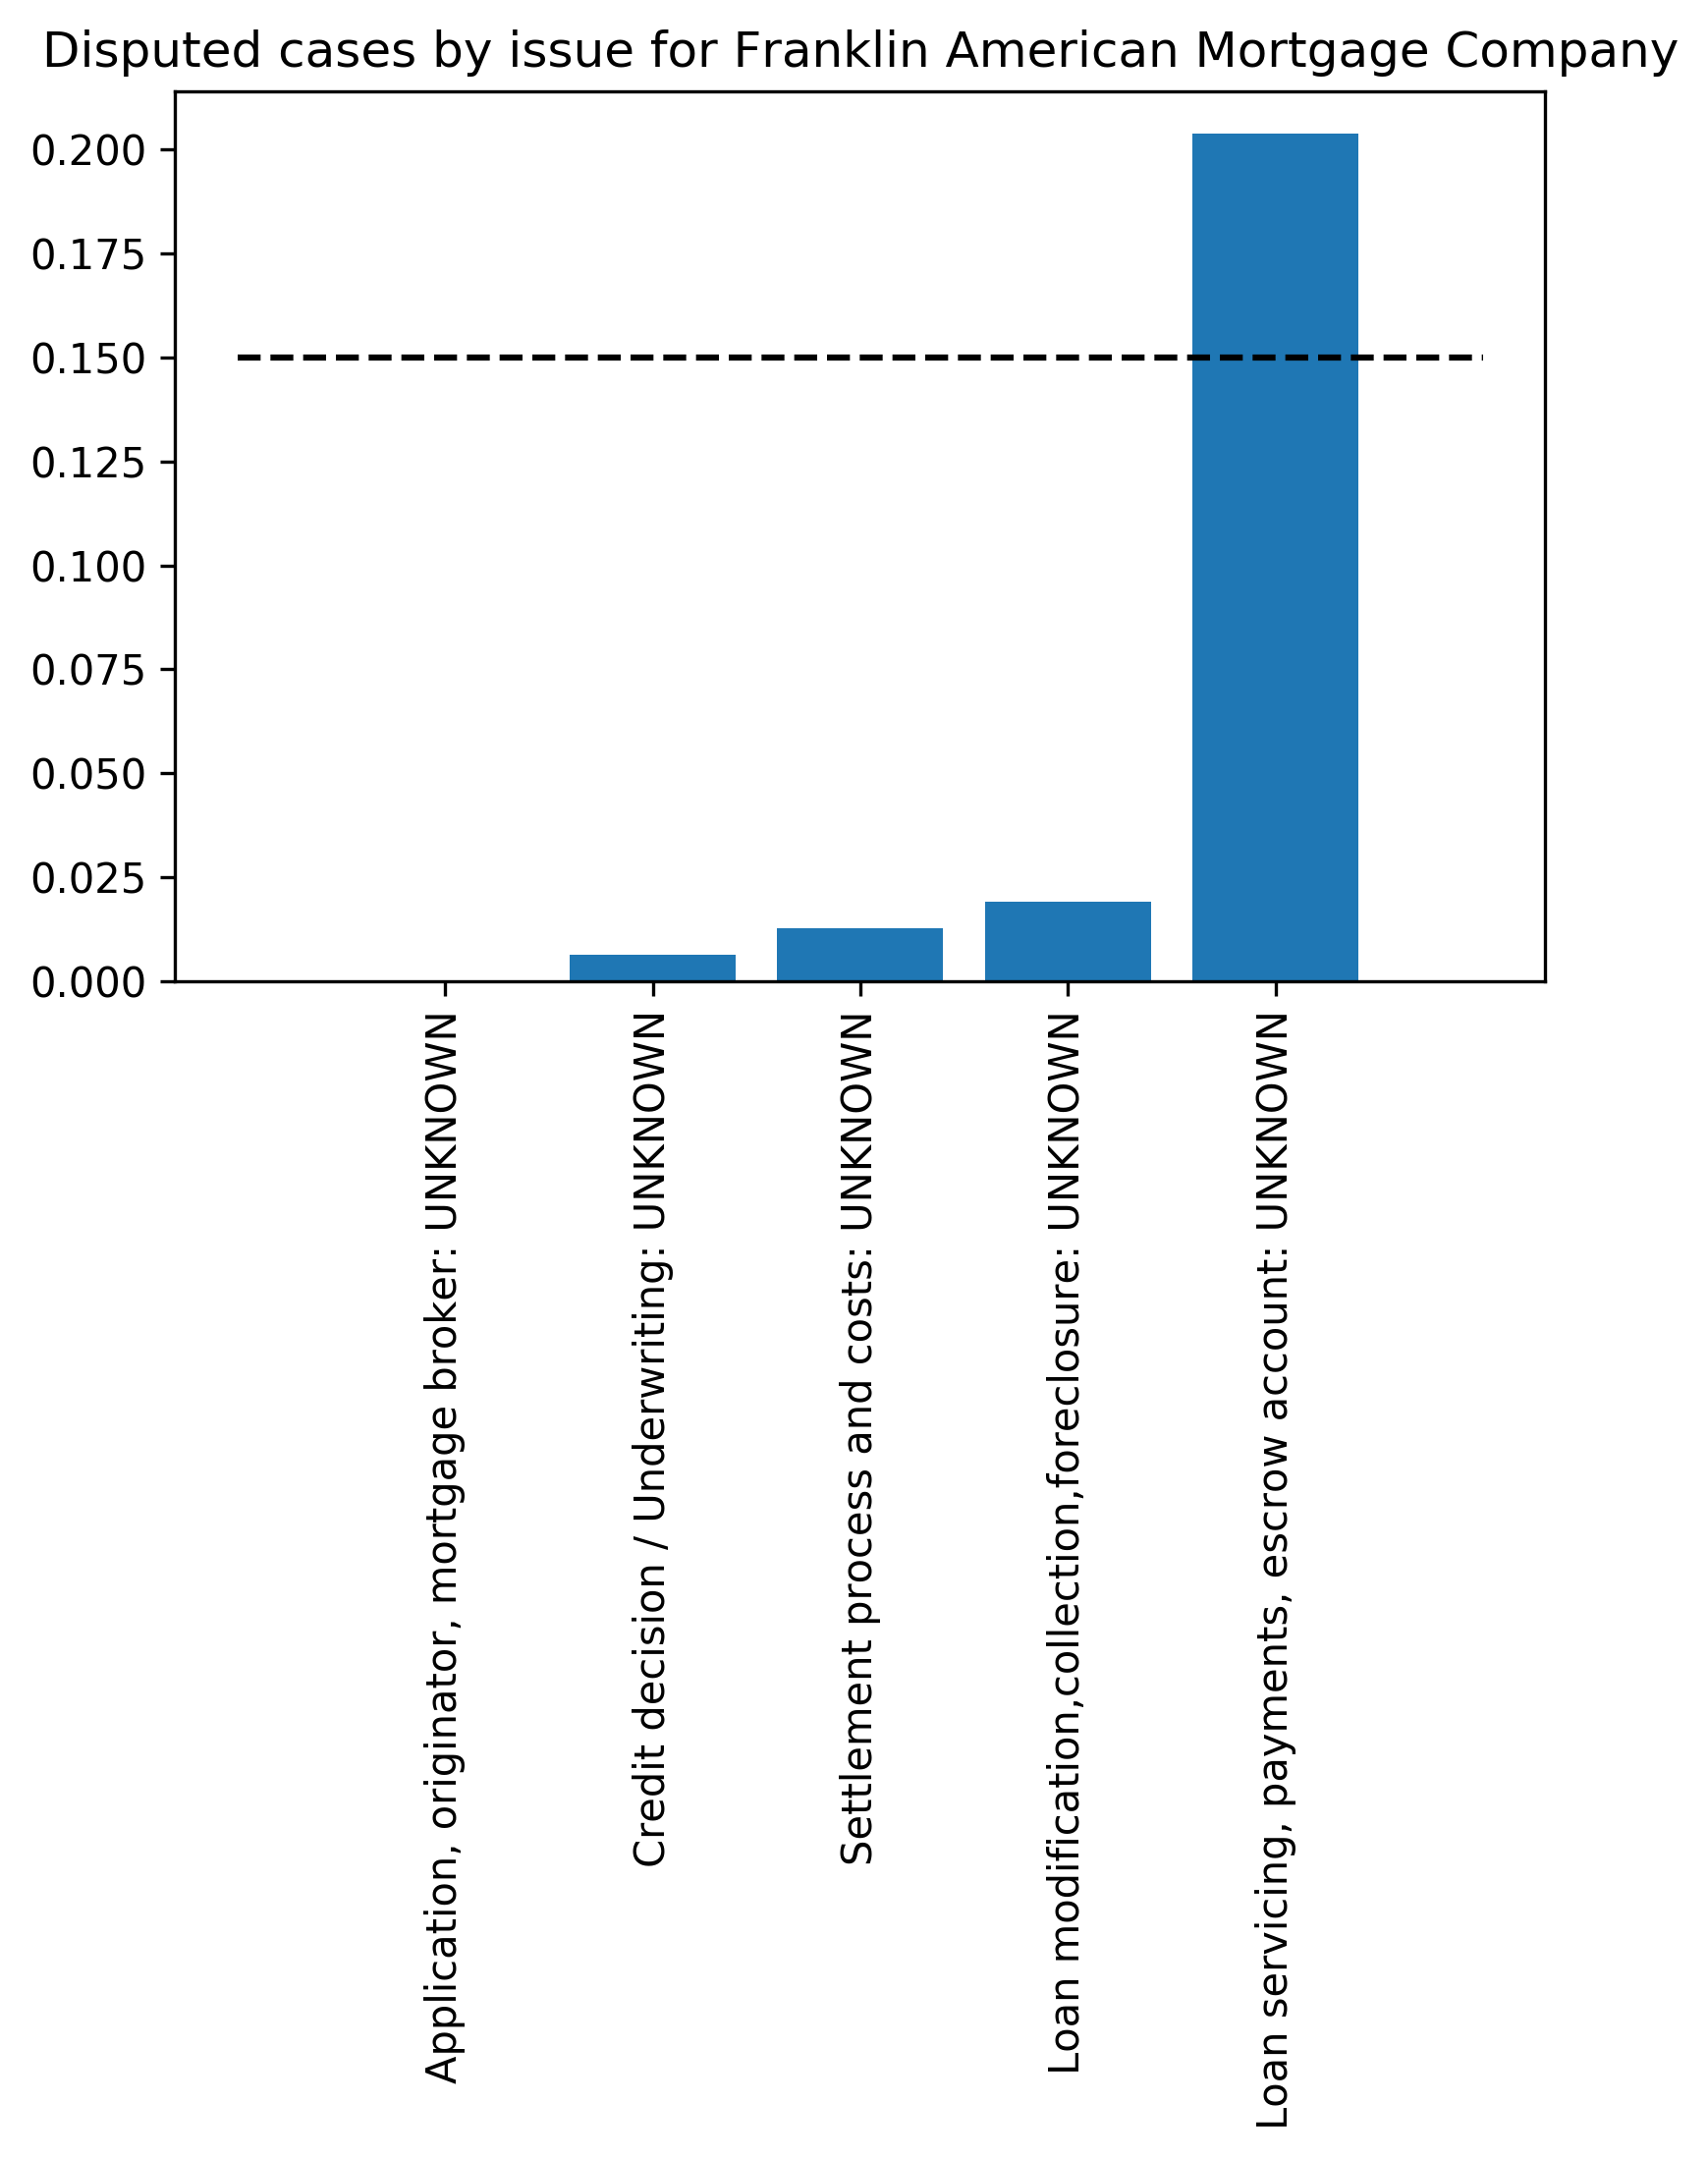 Disputed cases by issue for Franklin American Mortgage Company
0.200
0.175
0.150
0.125
0.100
0.075
0.050
0.025
0.000
Application, originator, mortgage broker: UNKNOWN
Credit decision / Underwriting: UNKNOWN
Settlement process and costs: UNKNOWN
Loan modification,collection,foreclosure: UNKNOWN
Loan servicing, payments, escrow account: UNKNOWN